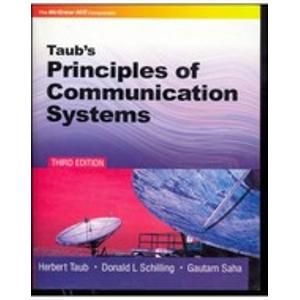 The McGraw-Hill Companies
Taub's
Principles of
Communication
Systems
THIRD EDITION
Herbert Taub • Donald L Schilling • Gautam Saha